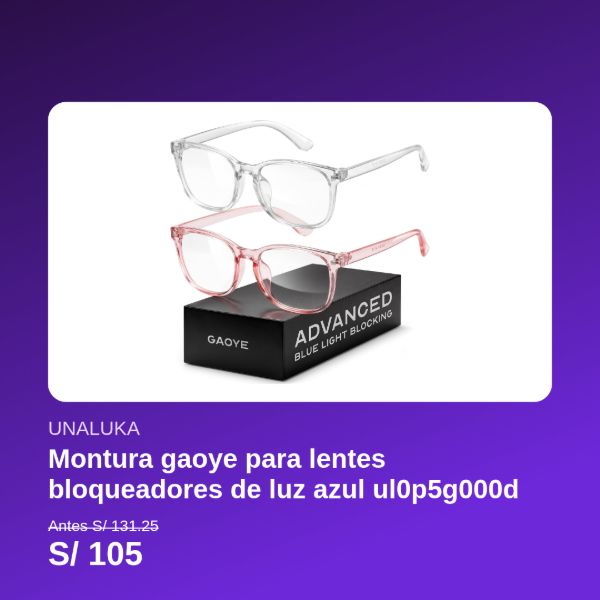 GAOYE
ADVANCED
BLUE LIGHT BLOCKING
UNALUKA
Montura gaoye para lentes
bloqueadores de luz azul ul0p5g000d
Antes S/ 131.25
S/ 105